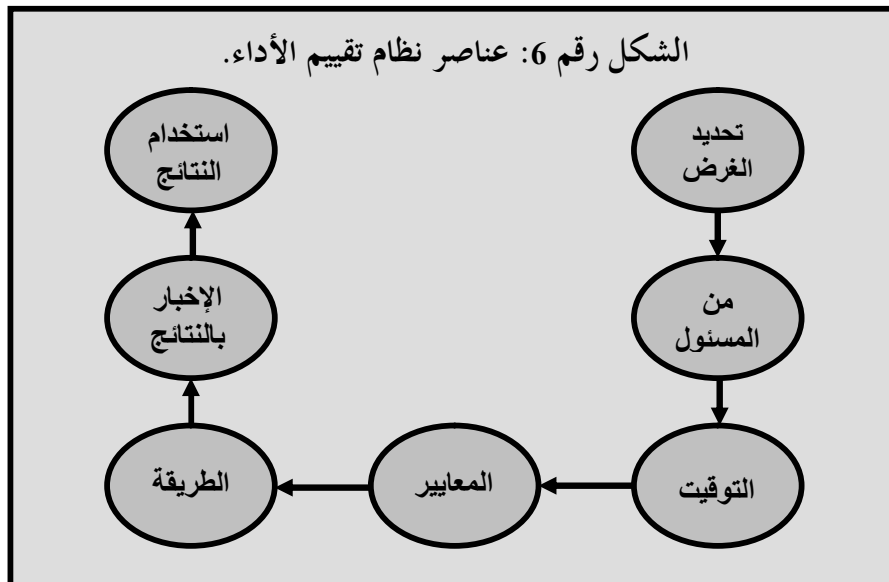 الشكل رقم 6: عناصر نظام تقييم الأداء.
تحديد
الغرض
من
المسئول
التوقيت
المعايير
الطريقة
الإخبار
بالنتائج
استخدام
النتائج